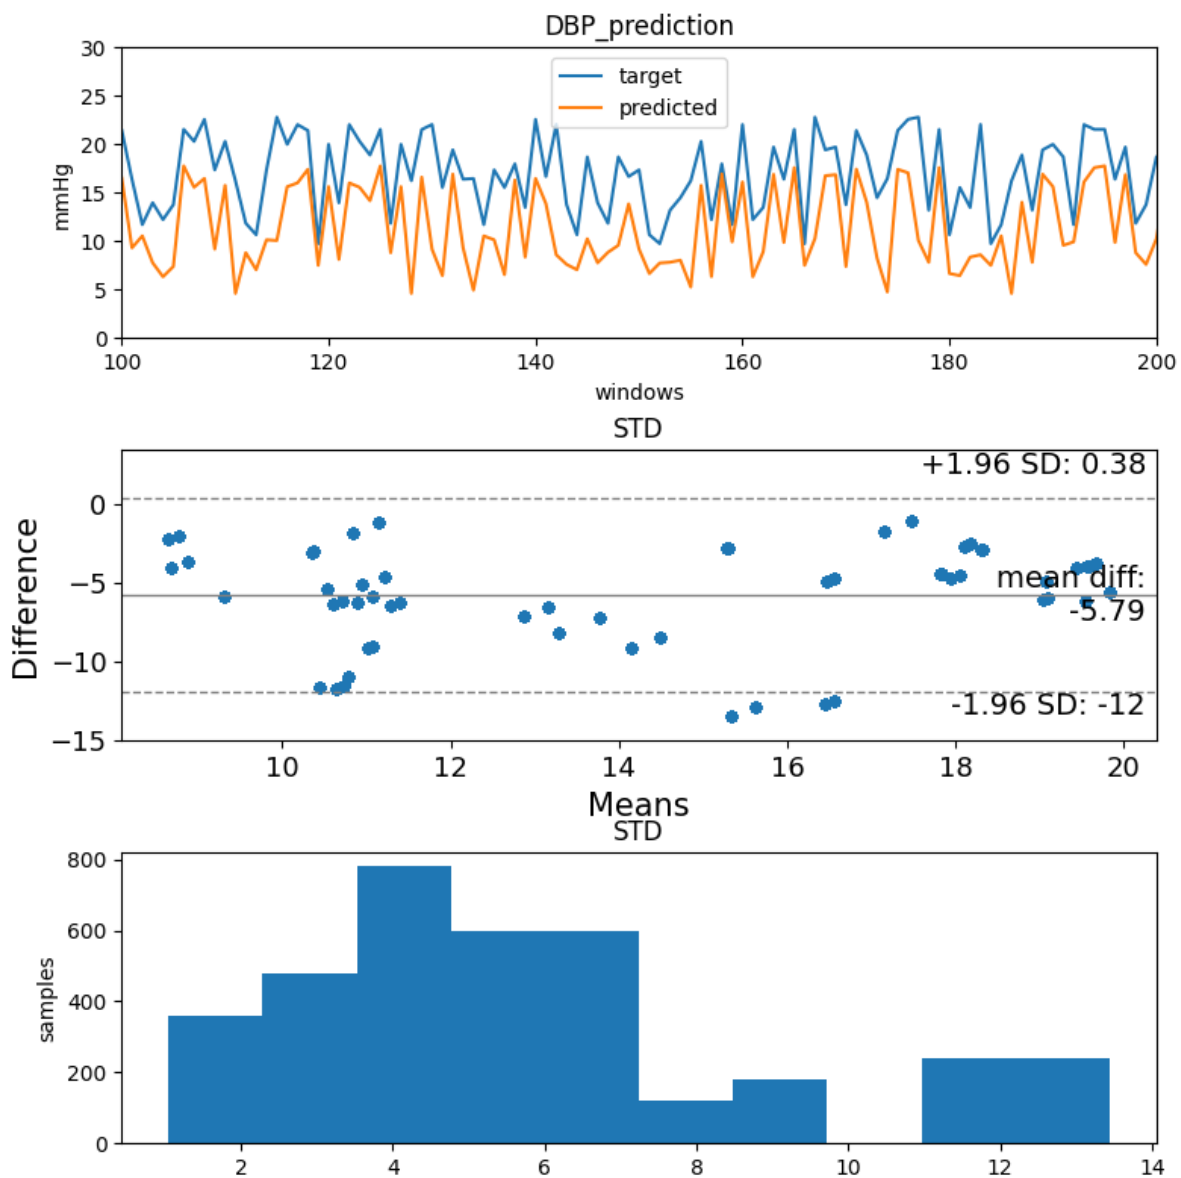 DBP_prediction
30
25
20
15
10
5
0
mmHg
target
predicted
100
120
140
160
180
200
windows
STD
+1.96 SD: 0.38
0
−5
−10
−15
Difference
mean diff:
-5.79
-1.96 SD: -12
10
12
14
16
18
20
Means
STD
800
600
400
200
0
samples
2
4
6
8
10
12
14